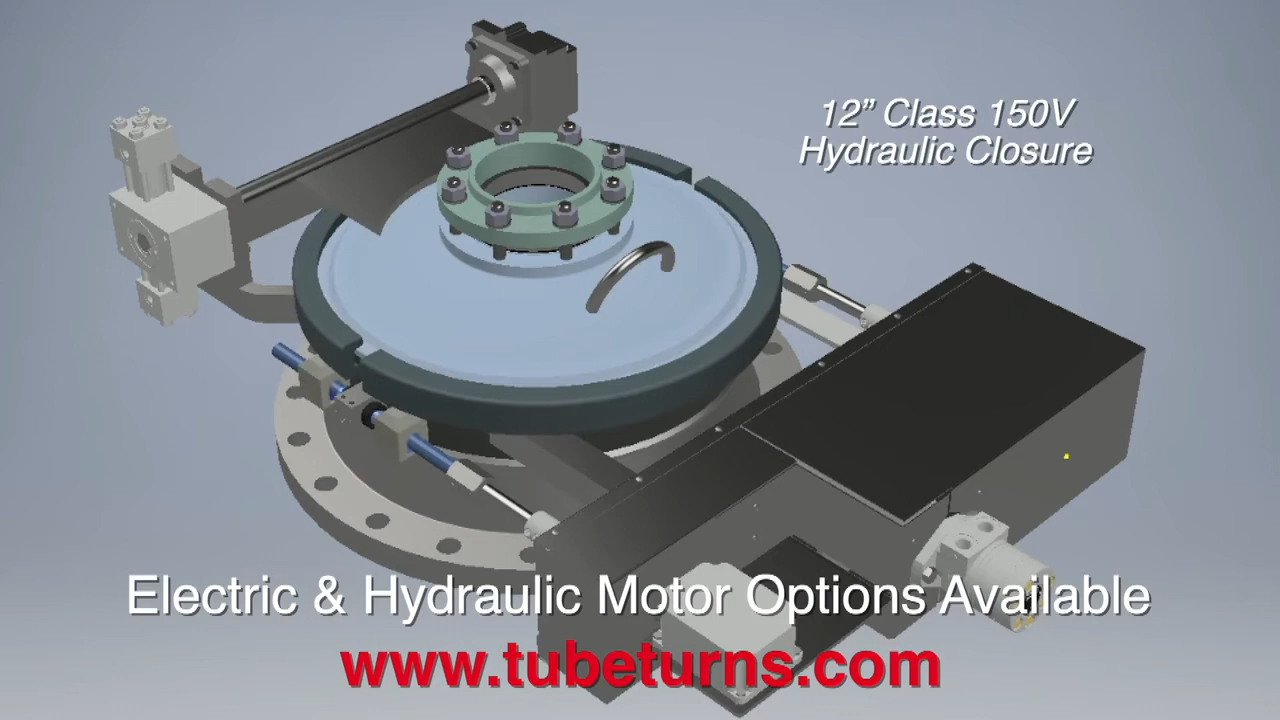 12” Class 150V
Hydraulic Closure
Electric & Hydraulic Motor Options Available
www.tubeturns.com